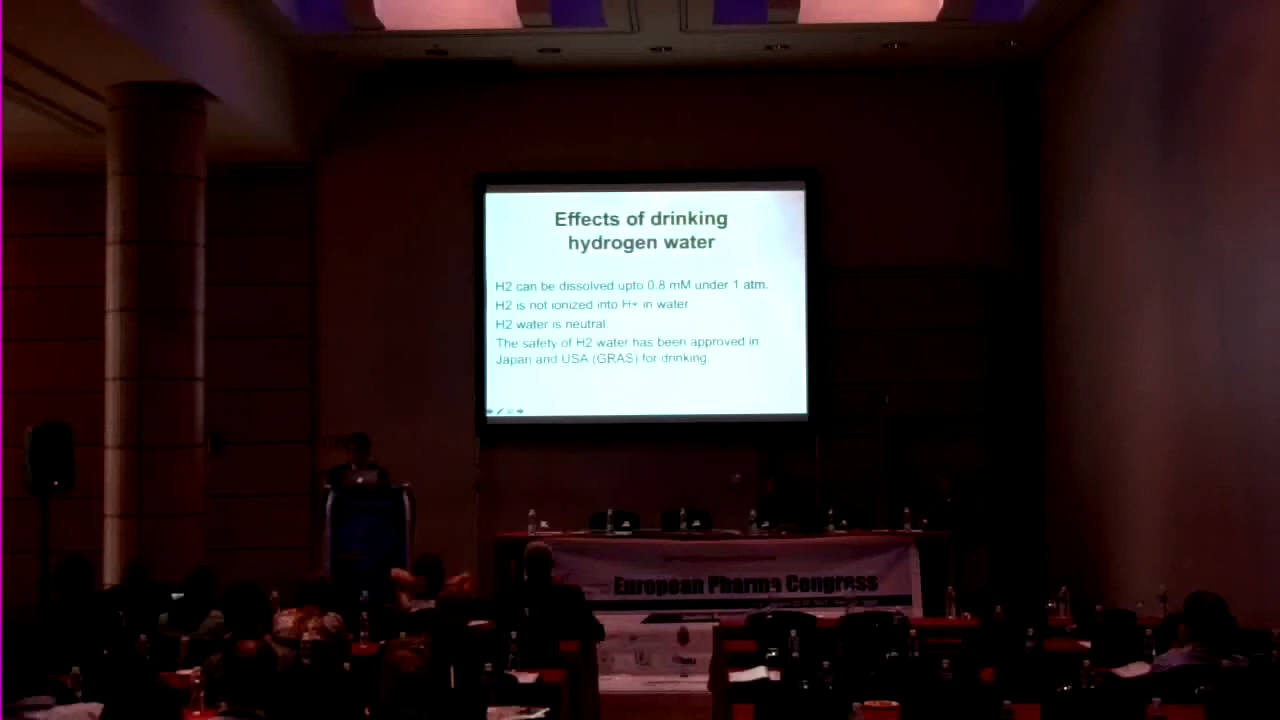 Effects of drinking
hydrogen water
H2 can be dissolved upto 0.8 mM under 1 atm.
H2 is not ionized into H+ in water
H2 water is neutral.
The safety of H2 water has been approved in
Japan and USA (GRAS) for drinking.
European Pharma Congress